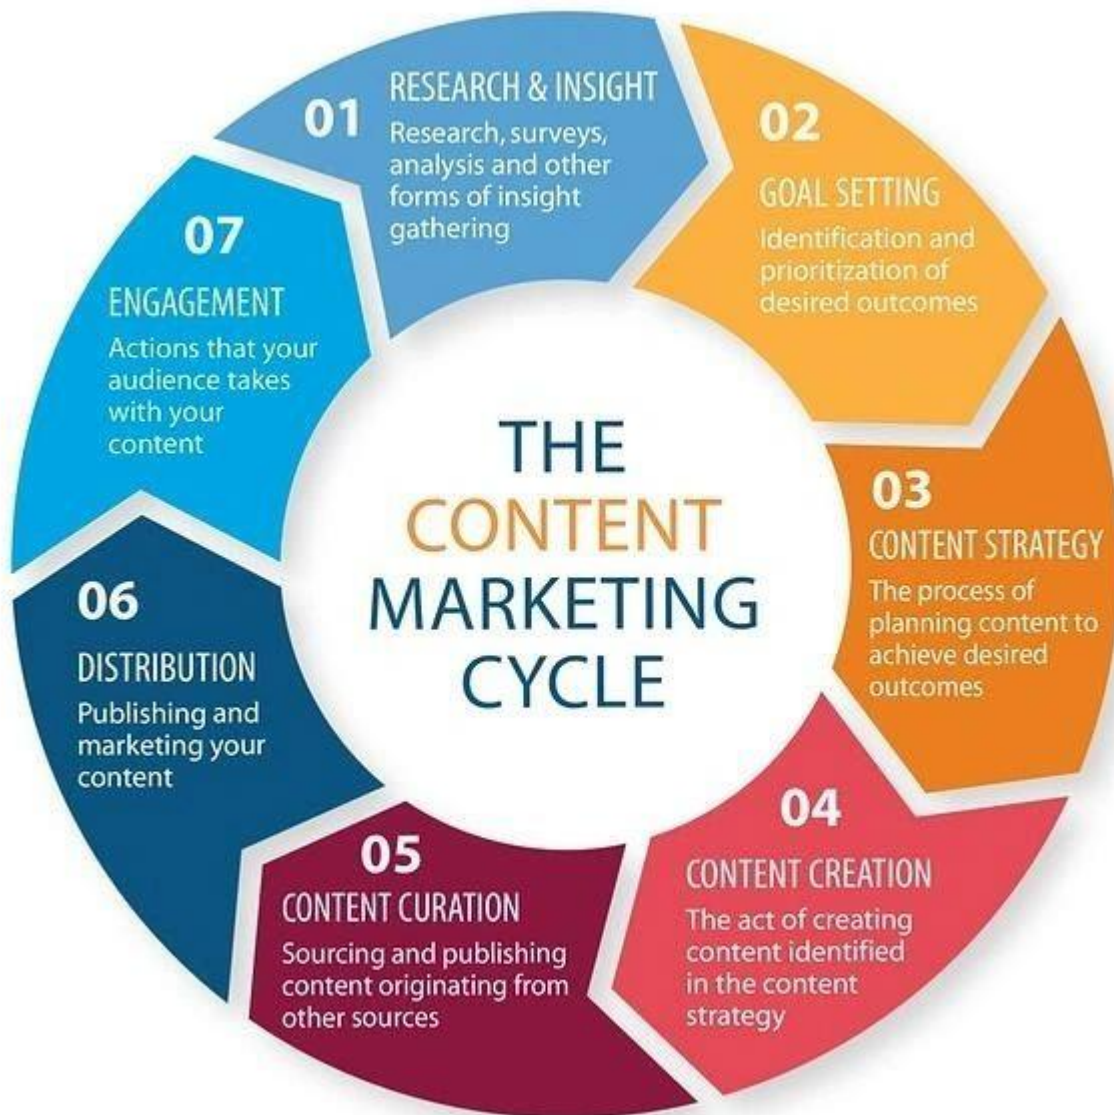 THE
CONTENT
MARKETING
CYCLE
01
RESEARCH & INSIGHT
Research, surveys,
analysis and other
forms of insight
gathering
02
GOAL SETTING
Identification and
prioritization of
desired outcomes
03
CONTENT STRATEGY
The process of
planning content to
achieve desired
outcomes
04
CONTENT CREATION
The act of creating
content identified
in the content
strategy
05
CONTENT CURATION
Sourcing and publishing
content originating from
other sources
06
DISTRIBUTION
Publishing and
marketing your
content
07
ENGAGEMENT
Actions that your
audience takes
with your
content